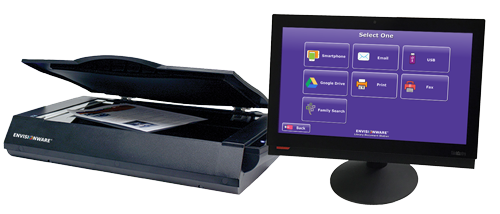 Select One
Smartphone
Email
USB
Google Drive
Print
Fax
Family Search
Back
ENVISIONWARE
ENVISIONWARE